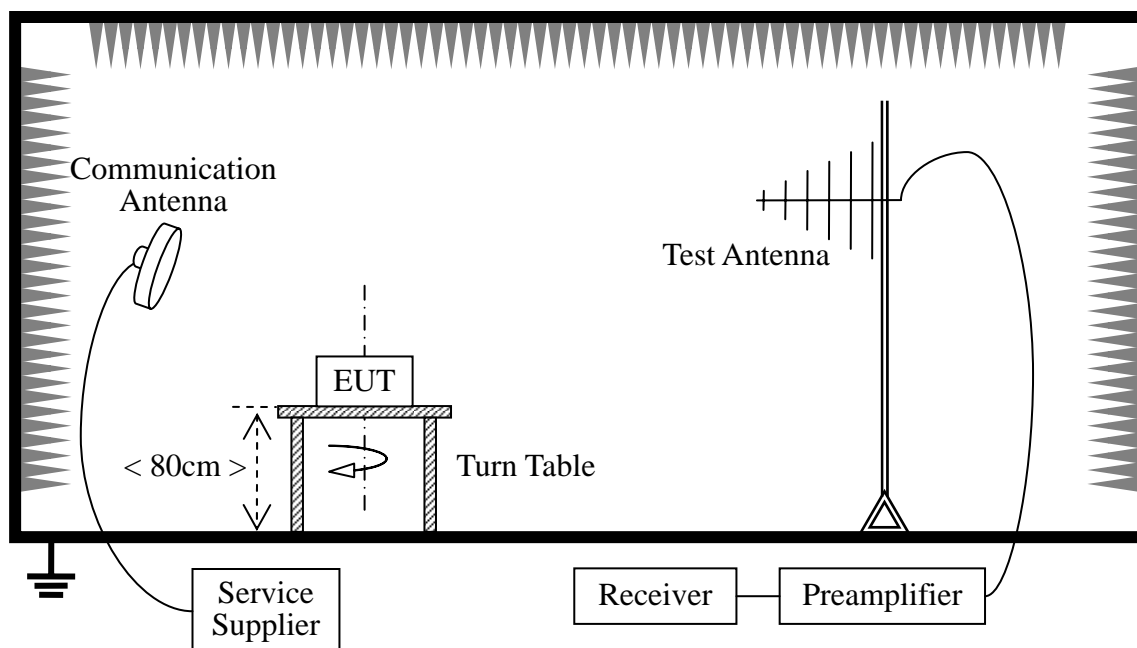 Communication
Antenna
Test Antenna
EUT
< 80cm >
Turn Table
Service
Supplier
Receiver
Preamplifier